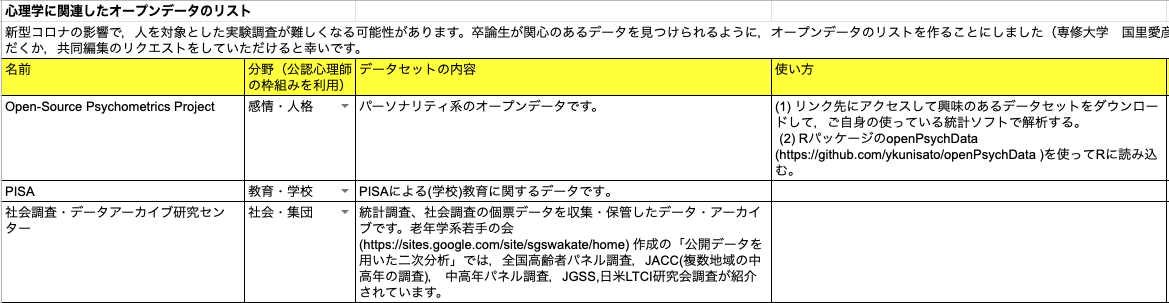 心理学に関連したオープンデータのリスト
新型コロナの影響で，人を対象とした実験調査が難しくなる可能性があります。卒論生が関心のあるデータを見つけられるように，オープンデータのリストを作ることにしました（専修大学　国里愛彦
だくか，共同編集のリクエストをしていただけると幸いです。
名前
分野（公認心理師
の枠組みを利用）
データセットの内容
使い方
Open-Source Psychometrics Project
感情・人格
パーソナリティ系のオープンデータです。
(1) リンク先にアクセスして興味のあるデータセットをダウンロー
ドして，ご自身の使っている統計ソフトで解析する。
(2) RパッケージのopenPsychData
(https://github.com/ykunisato/openPsychData )を使ってRに読み込
む。
PISA
教育・学校
PISAによる(学校)教育に関するデータです。
社会調査・データアーカイブ研究セン
ター
社会・集団
統計調査、社会調査の個票データを収集・保管したデータ・アーカイ
ブです。老年学系若手の会
(https://sites.google.com/site/sgswakate/home) 作成の「公開データを
用いた二次分析」では，全国高齢者パネル調査，JACC(複数地域の中
高年の調査),　中高年パネル調査，JGSS,日米LTCI研究会調査が紹介
されています。